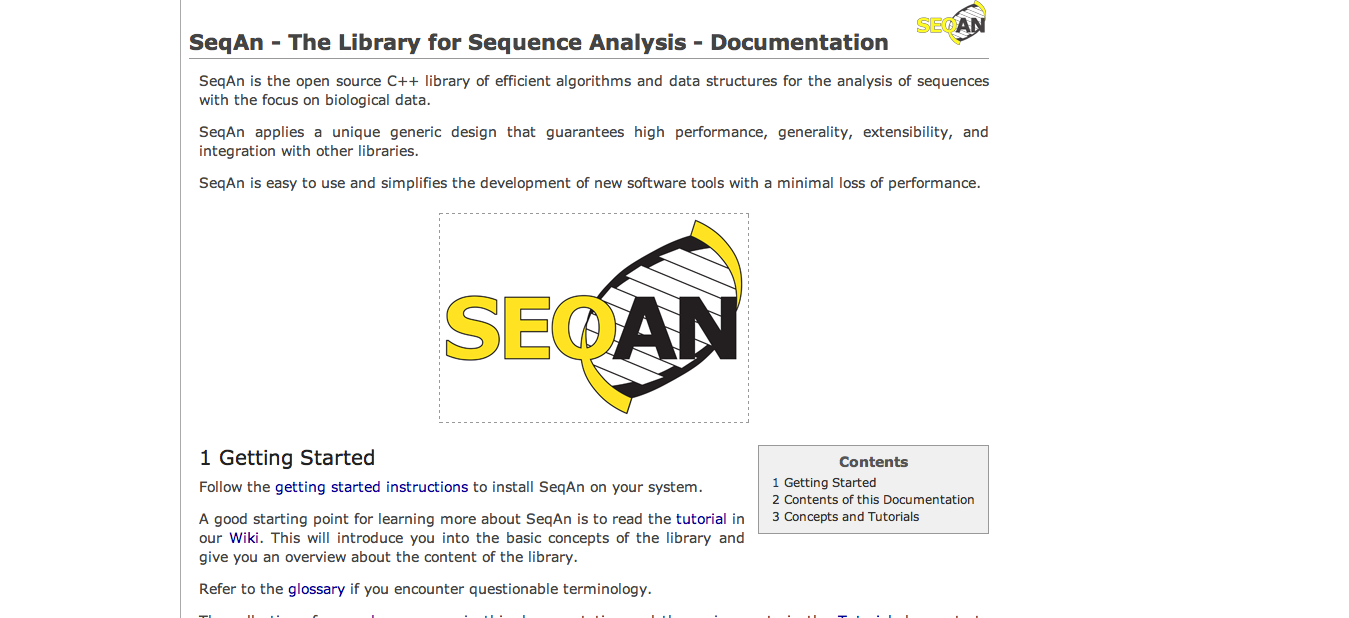 SEQAN
SeqAn - The Library for Sequence Analysis - Documentation
SeqAn is the open source C++ library of efficient algorithms and data structures for the analysis of sequences
with the focus on biological data.
SeqAn applies a unique generic design that guarantees high performance, generality, extensibility, and
integration with other libraries.
SeqAn is easy to use and simplifies the development of new software tools with a minimal loss of performance.
SEQAN
1 Getting Started
Follow the getting started instructions to install SeqAn on your system.
A good starting point for learning more about SeqAn is to read the tutorial in
our Wiki. This will introduce you into the basic concepts of the library and
give you an overview about the content of the library.
Refer to the glossary if you encounter questionable terminology.
Contents
1 Getting Started
2 Contents of this Documentation
3 Concepts and Tutorials